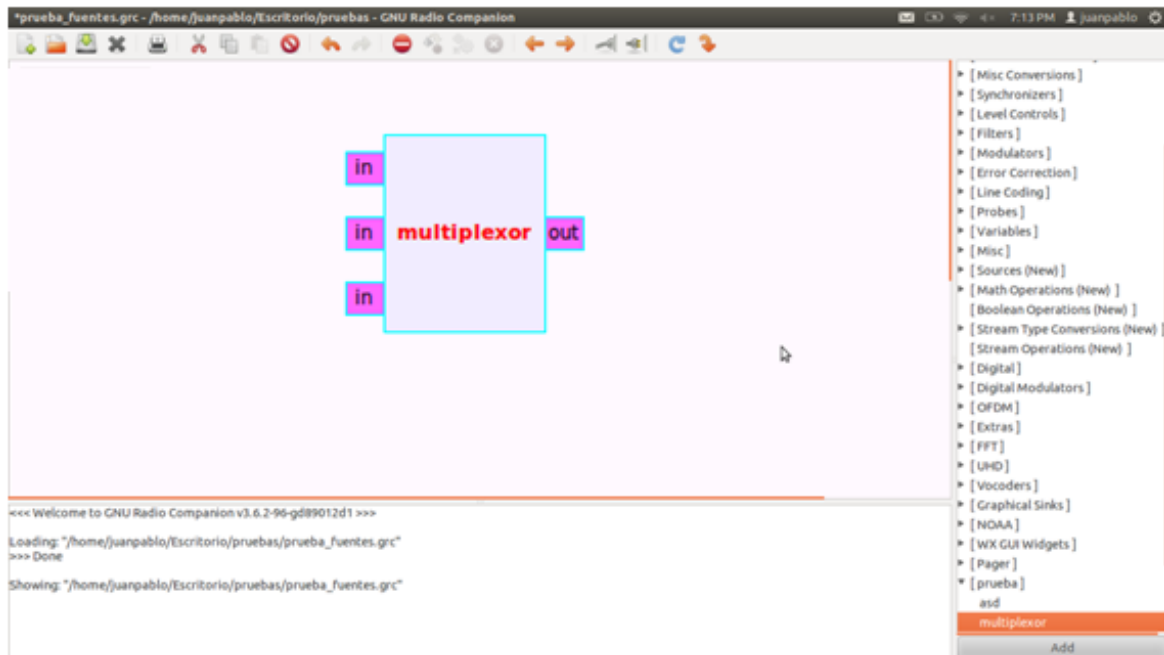 *prueba_fuentes.grc - /home/juanpablo/Escritorio/pruebas - GNU Radio Companion
7:13 PM juanpablo
in
in
multiplexor
out
in
[ Misc Conversions ]
[ Synchronizers ]
[ Level Controls ]
[ Filters ]
[ Modulators ]
[ Error Correction ]
[ Line Coding ]
[ Probes ]
[ Variables ]
[ Misc ]
[ Sources (New) ]
[ Math Operations (New) ]
[ Boolean Operations (New) ]
[ Stream Type Conversions (New) ]
[ Stream Operations (New) ]
[ Digital ]
[ Digital Modulators ]
[ OFDM ]
[ Extras ]
[ FFT ]
[ UHD ]
[ Vocoders ]
[ Graphical Sinks ]
[ NOAA ]
[ WX GUI Widgets ]
[ Pager ]
[ prueba ]
asd
multiplexor
Add
<<< Welcome to GNU Radio Companion v3.6.2-96-gd89012d1 >>>
Loading: "/home/juanpablo/Escritorio/pruebas/prueba_fuentes.grc"
>>> Done
Showing: "/home/juanpablo/Escritorio/pruebas/prueba_fuentes.grc"